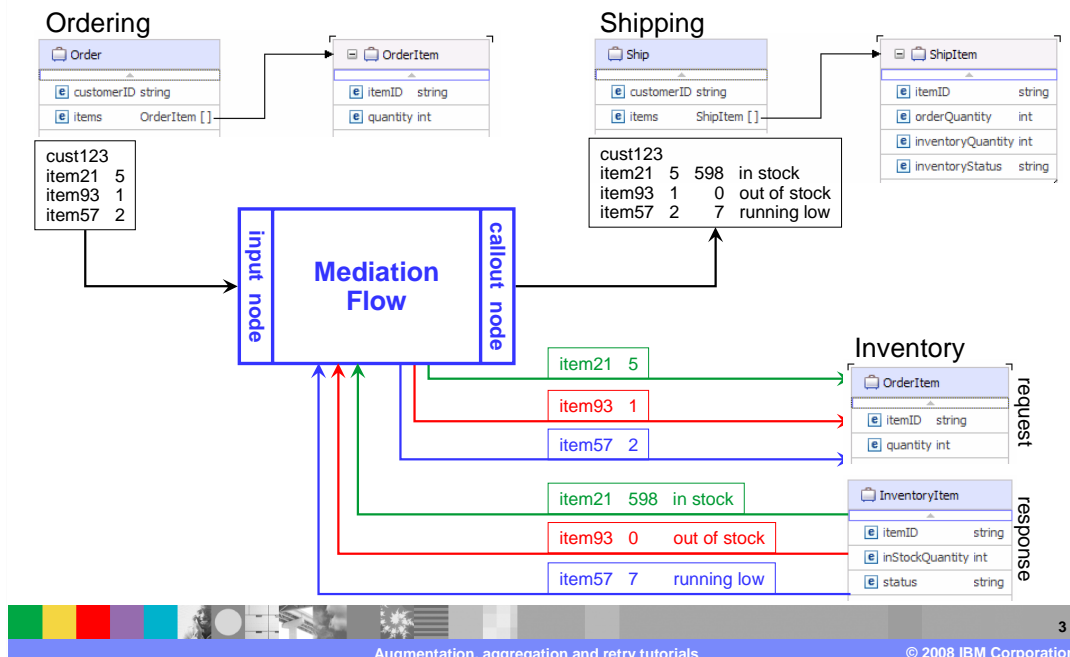 Ordering
Order
e customerID string
e items OrderItem []
OrderItem
e itemID string
e quantity int
cust123
item21 5
item93 1
item57 2
Shipping
Ship
e customerID string
e items ShipItem []
ShipItem
e itemID string
e orderQuantity int
e inventoryQuantity int
e inventoryStatus string
cust123
item21 5 598 in stock
item93 1 0 out of stock
item57 2 7 running low
input node
Mediation
Flow
callout node
item21 5
item93 1
item57 2
Inventory
OrderItem
e itemID string
e quantity int
request
item21 598 in stock
item93 0 out of stock
item57 7 running low
InventoryItem
e itemID string
e inStockQuantity int
e status string
response
3
Augmentation, aggregation and retry tutorials
© 2008 IBM Corporation